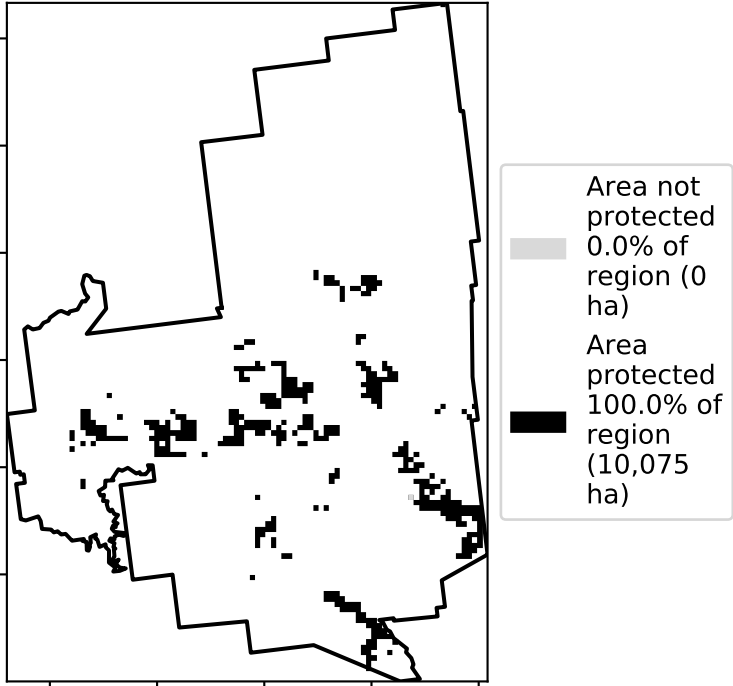 Area not
protected
0.0% of
region (0
ha)
Area
protected
100.0% of
region
(10,075
ha)